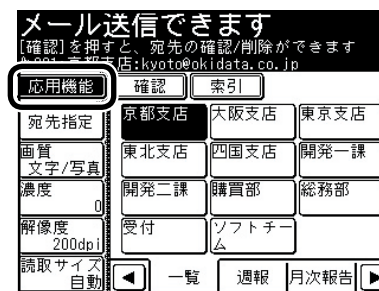 メール送信できます
[確認]を押すと、宛先の確認/削除ができます
:kyoto@okidata.co.jp
応用機能 確認 索引
宛先指定 京都支店 大阪支店 東京支店
画質 文字/写真 東北支店 四国支店 開発一課
濃度 0 開発二課 購買部 総務部
解像度 200dpi 受付 ソフトチーム
読取サイズ 自動 ◀ 一覧 週報 月次報告 ▶